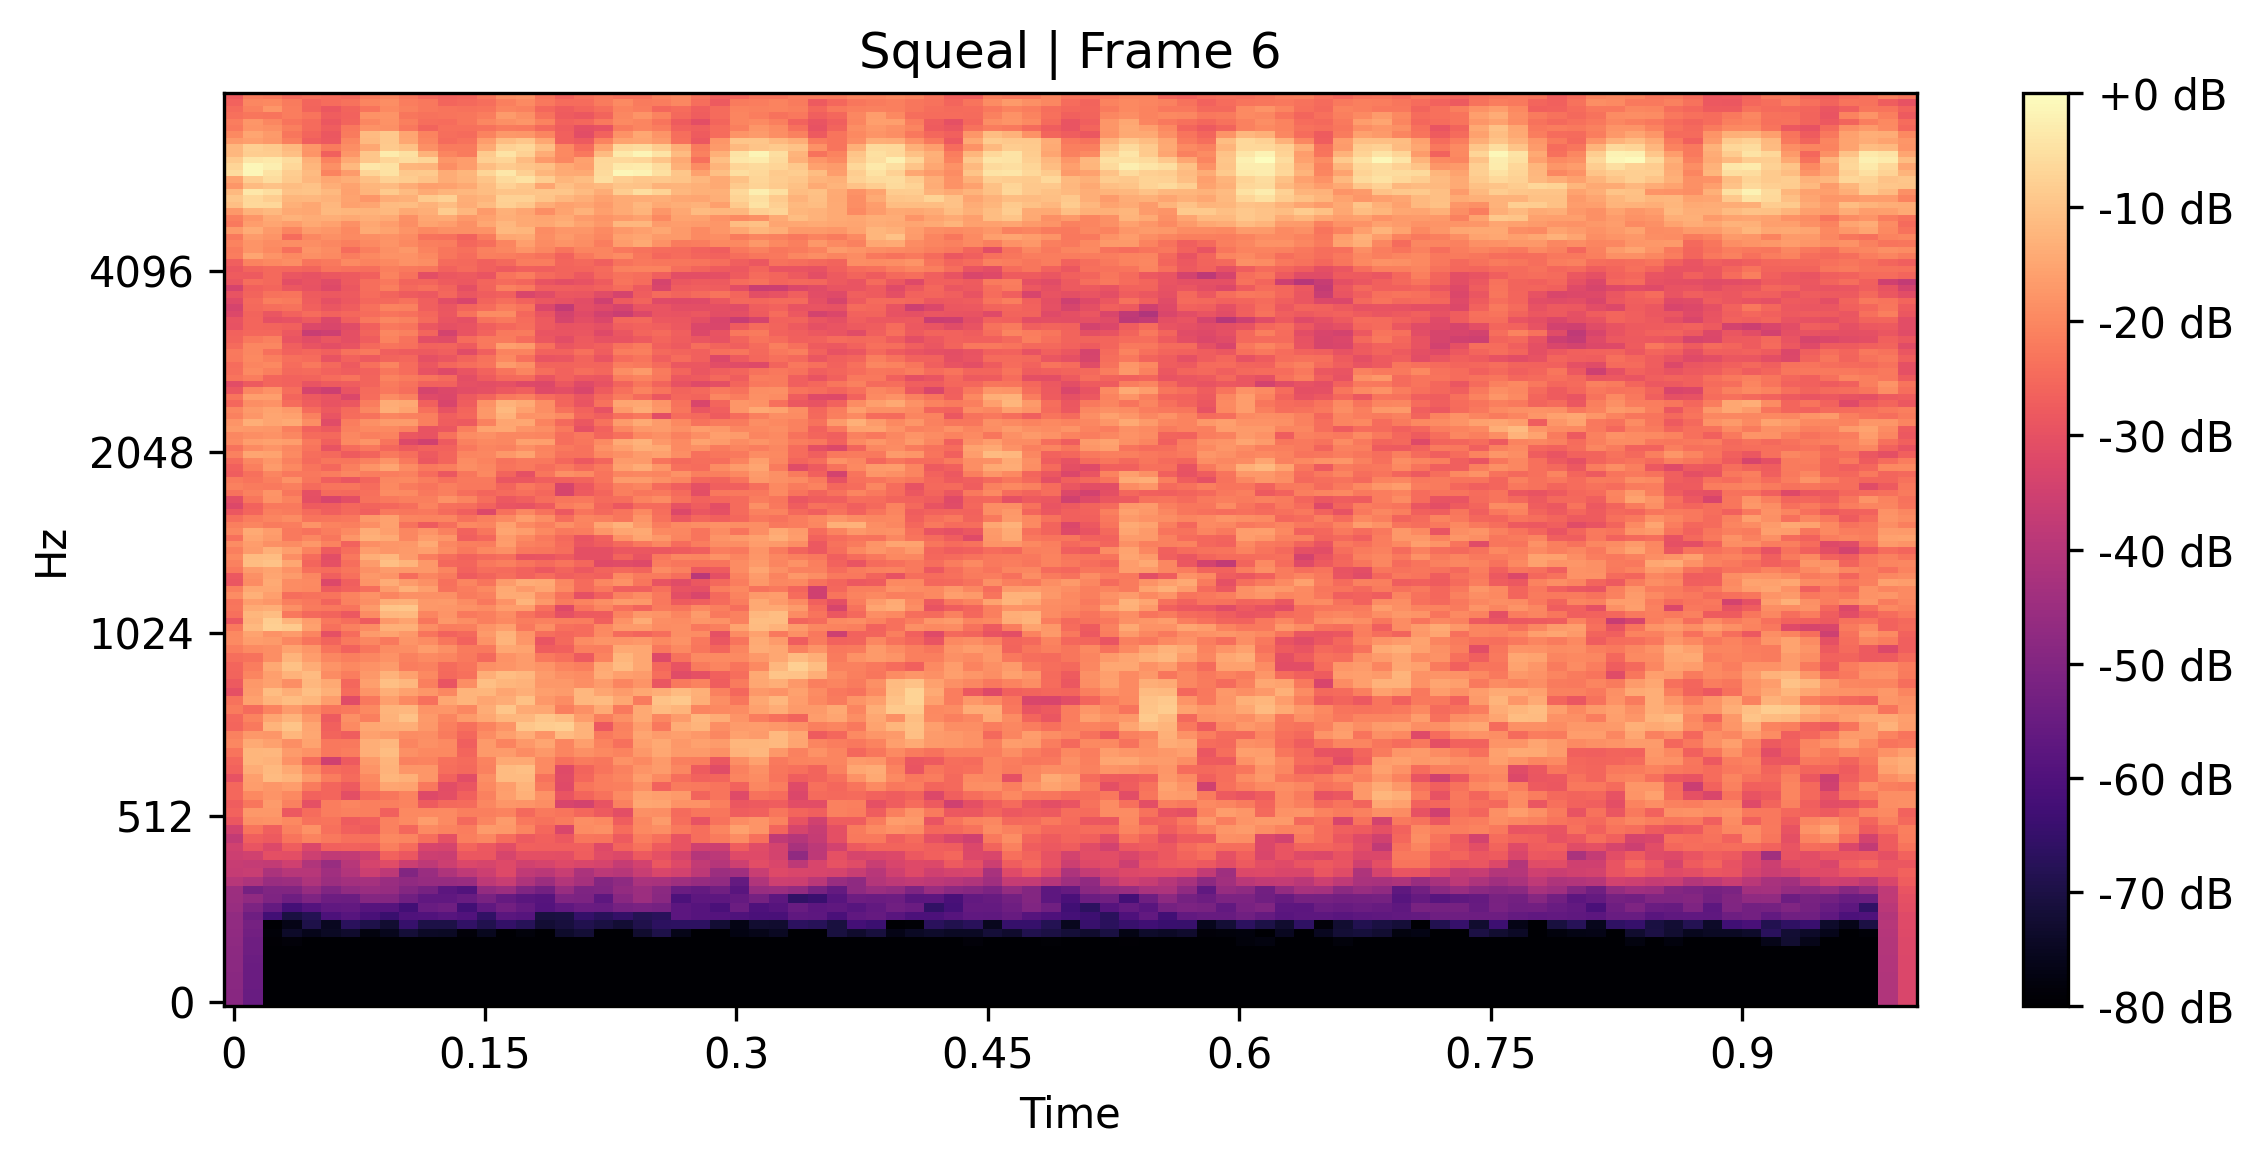 Squeal | Frame 6
Hz
4096
2048
1024
512
0
0 0.15 0.3 0.45 0.6 0.75 0.9
Time
+0 dB
-10 dB
-20 dB
-30 dB
-40 dB
-50 dB
-60 dB
-70 dB
-80 dB